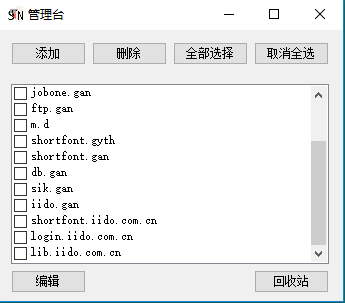 管理台
添加 删除 全部选择 取消全选
jobone.gan
ftp.gan
m.d
shortfont.gyth
shortfont.gan
db.gan
sik.gan
iido.gan
shortfont.iido.com.cn
login.iido.com.cn
lib.iido.com.cn
编辑 回收站